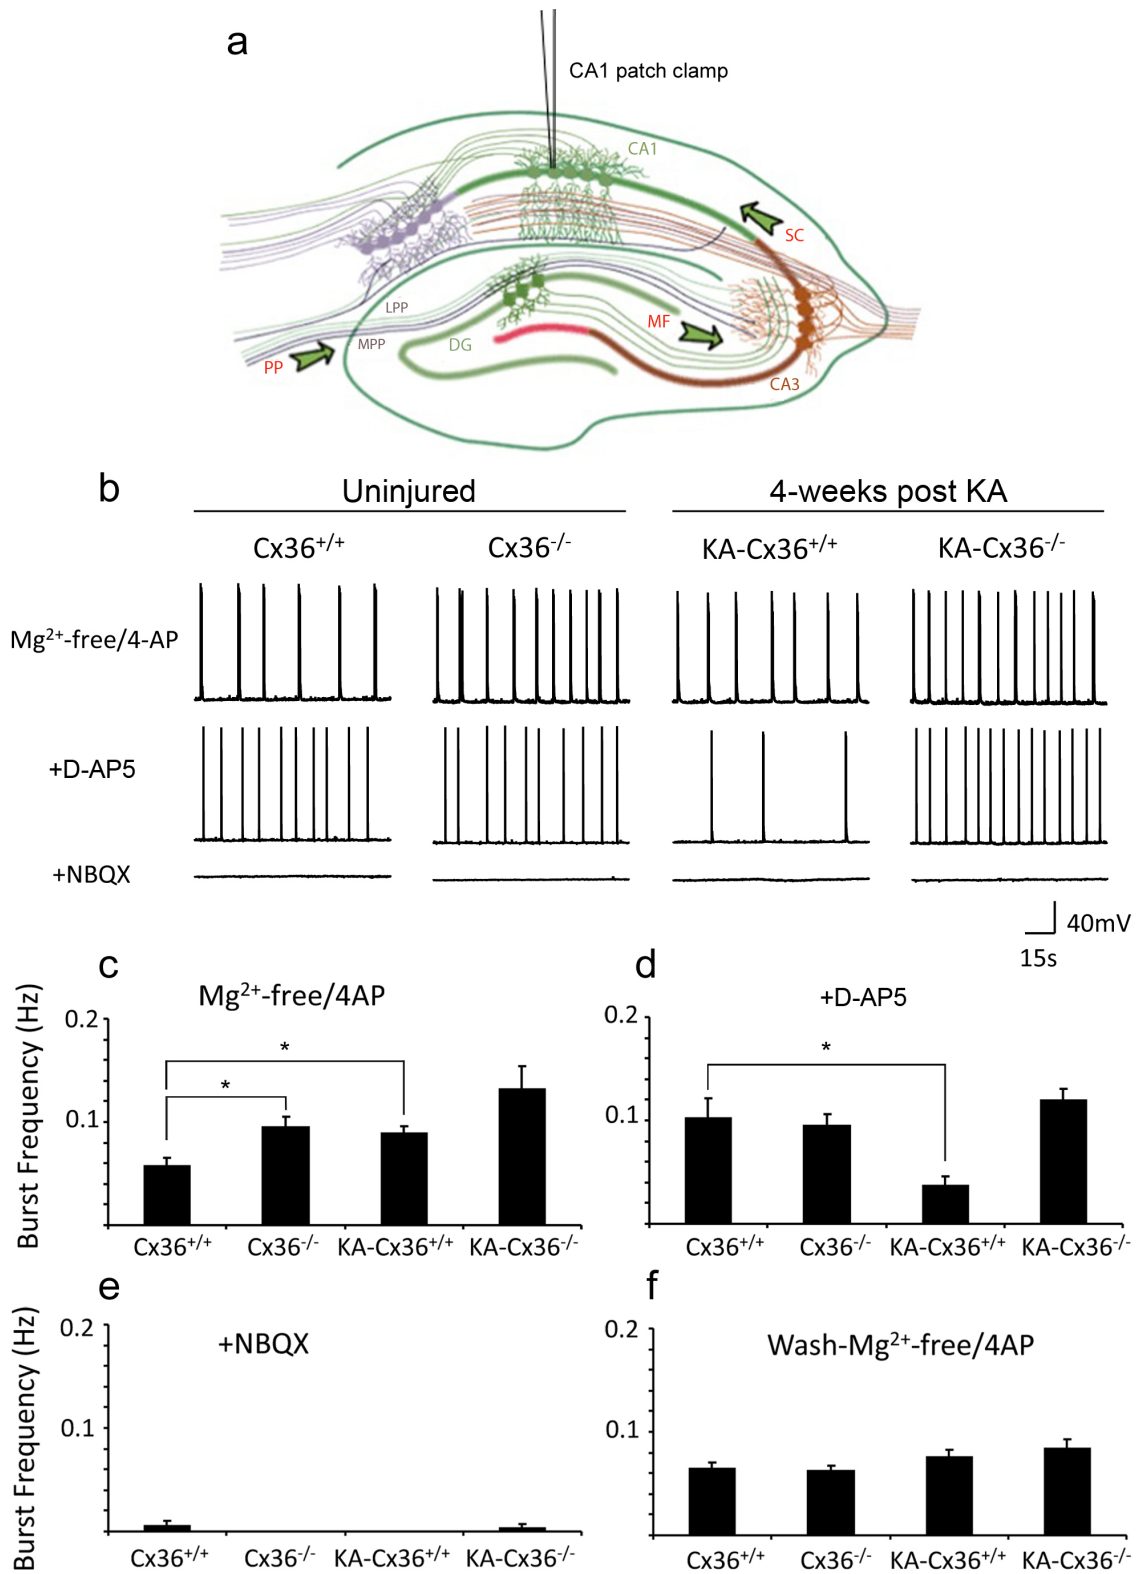 a
CA1 patch clamp
CA1
SC
LPP
MF
MPP
DG
PP
CA3
b
Uninjured
4-weeks post KA
Cx36+/+
Cx36-/-
KA-Cx36+/+
KA-Cx36-/-
Mg2+-free/4-AP
+D-AP5
+NBQX
40mV
15s
c
Mg2+-free/4AP
Burst Frequency (Hz)
0.2
0.1
*
*
Cx36+/+
Cx36-/-
KA-Cx36+/+
KA-Cx36-/-
d
+D-AP5
0.2
0.1
*
Cx36+/+
Cx36-/-
KA-Cx36+/+
KA-Cx36-/-
e
+NBQX
Burst Frequency (Hz)
0.2
0.1
Cx36+/+
Cx36-/-
KA-Cx36+/+
KA-Cx36-/-
f
Wash-Mg2+-free/4AP
0.2
0.1
Cx36+/+
Cx36-/-
KA-Cx36+/+
KA-Cx36-/-